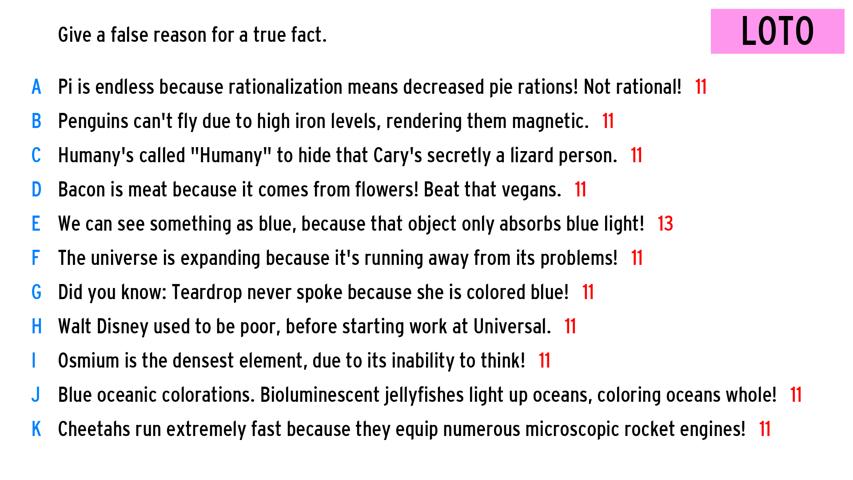 Give a false reason for a true fact.
LOTO
A Pi is endless because rationalization means decreased pie rations! Not rational! 11
B Penguins can't fly due to high iron levels, rendering them magnetic. 11
C Humany's called "Humany" to hide that Cary's secretly a lizard person. 11
D Bacon is meat because it comes from flowers! Beat that vegans. 11
E We can see something as blue, because that object only absorbs blue light! 13
F The universe is expanding because it's running away from its problems! 11
G Did you know: Teardrop never spoke because she is colored blue! 11
H Walt Disney used to be poor, before starting work at Universal. 11
I Osmium is the densest element, due to its inability to think! 11
J Blue oceanic colorations. Bioluminescent jellyfishes light up oceans, coloring oceans whole! 11
K Cheetahs run extremely fast because they equip numerous microscopic rocket engines! 11